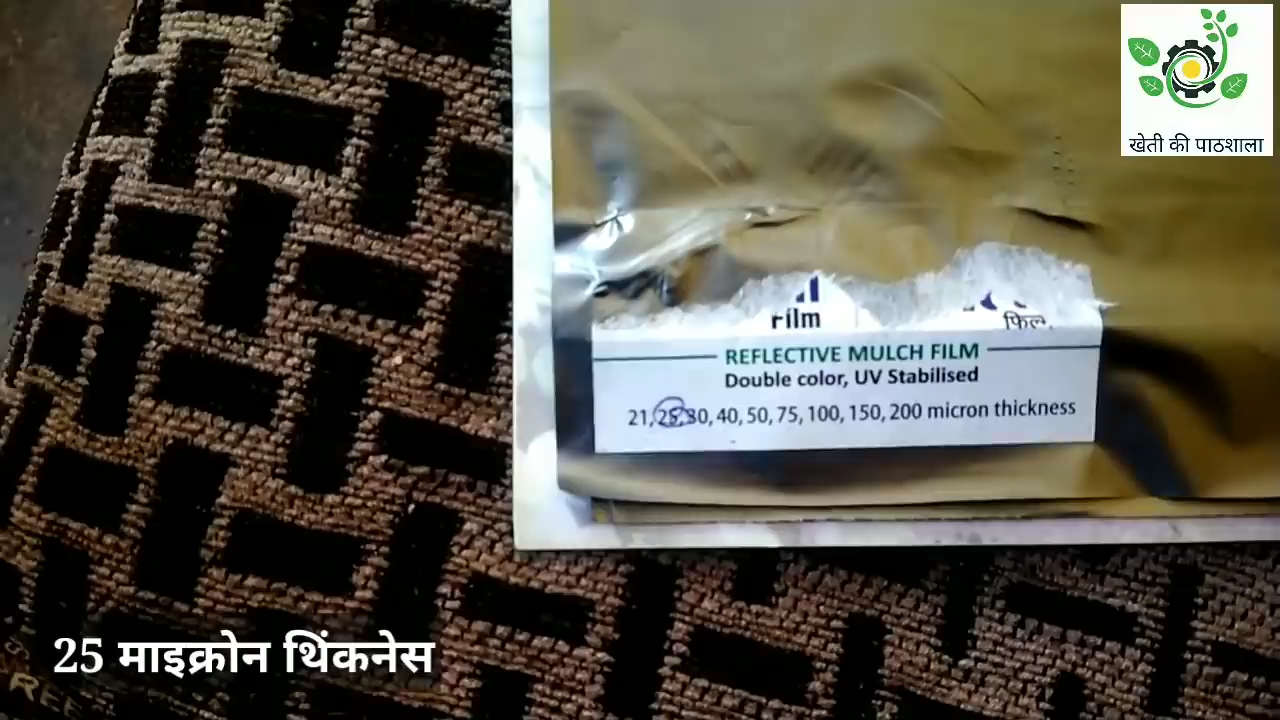 खेती की पाठशाला
Film
फिल्म
REFLECTIVE MULCH FILM
Double color, UV Stabilised
21, 25, 30, 40, 50, 75, 100, 150, 200 micron thickness
25 माइक्रोन थिंकनेस
REE